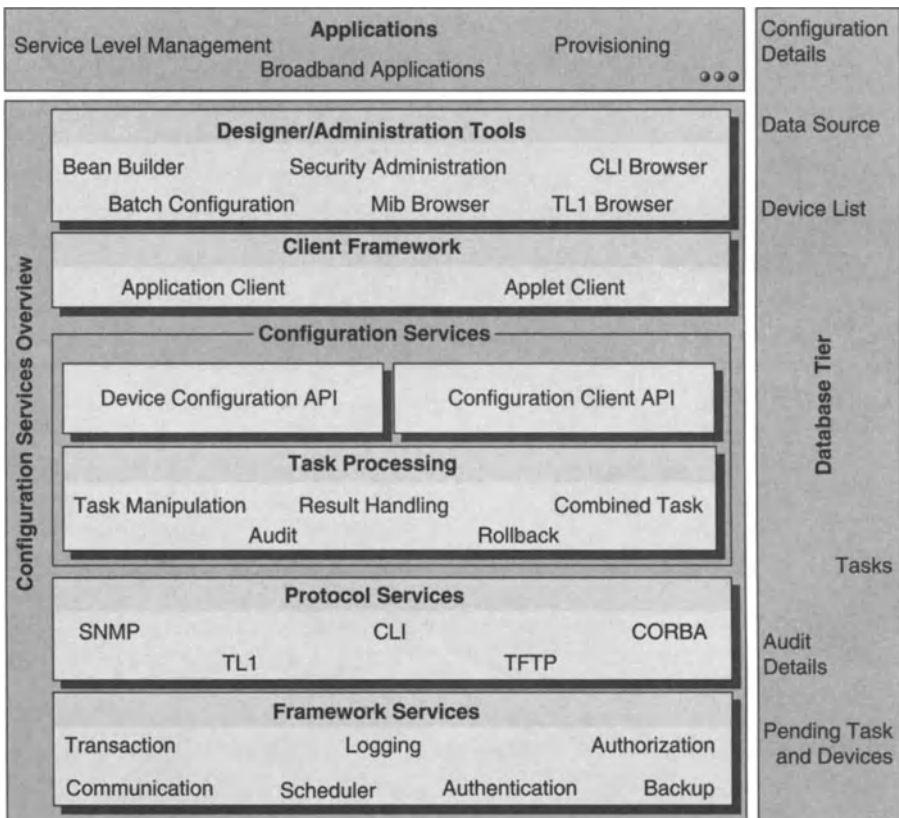 Applications
Service Level Management Provisioning
Broadband Applications
Configuration Services Overview
Designer/Administration Tools
Bean Builder Security Administration CLI Browser
Batch Configuration Mib Browser TL1 Browser
Client Framework
Application Client Applet Client
Configuration Services
Device Configuration API Configuration Client API
Task Processing
Task Manipulation Result Handling Combined Task
Audit Rollback
Protocol Services
SNMP CLI CORBA
TL1 TFTP
Framework Services
Transaction Logging Authorization
Communication Scheduler Authentication Backup
Configuration
Details
Data Source
Device List
Database Tier
Tasks
Audit
Details
Pending Task
and Devices